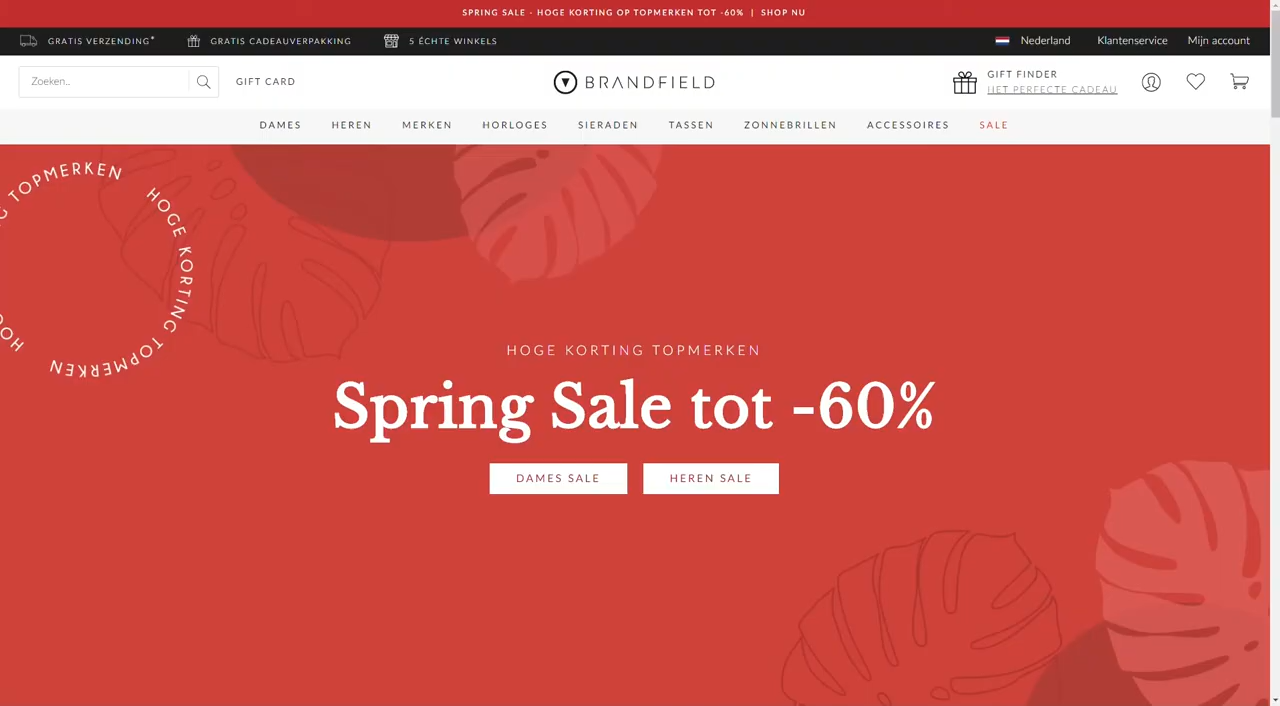 SPRING SALE - HOGE KORTING OP TOPMERKEN TOT -60% | SHOP NU
GRATIS VERZENDING* GRATIS CADEAUVERPAKKING 5 ÉCHTE WINKELS Nederland Klantenservice Mijn account
Zoeken.. GIFT CARD BRANDFIELD GIFT FINDER
HET PERFECTE CADEAU
DAMES HEREN MERKEN HORLOGES SIERADEN TASSEN ZONNEBRILLEN ACCESSOIRES SALE
NG TOPMERKEN HOGE KORTING TOPMERKEN HOG
HOGE KORTING TOPMERKEN
Spring Sale tot -60%
DAMES SALE HEREN SALE